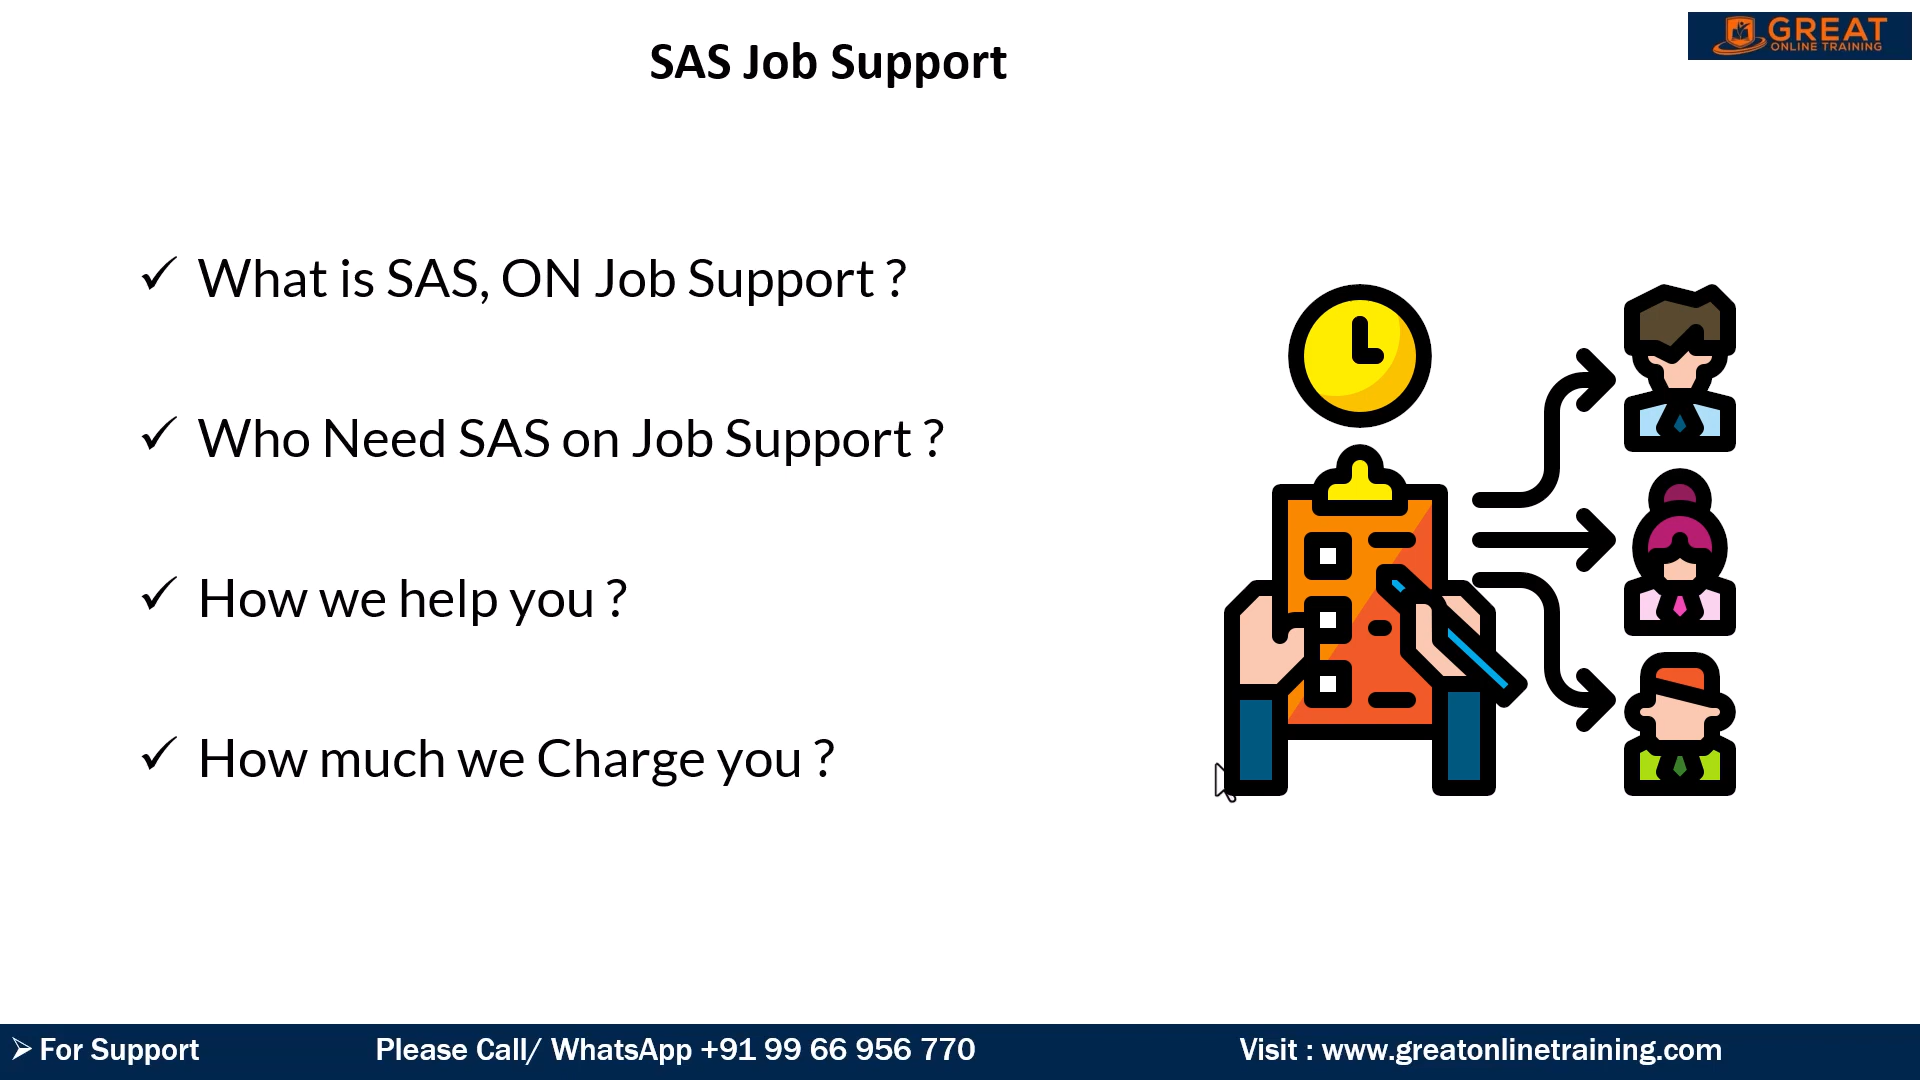 SAS Job Support
GREAT
ONLINE TRAINING
✓ What is SAS, ON Job Support ?
✓ Who Need SAS on Job Support ?
✓ How we help you ?
✓ How much we Charge you ?
➢ For Support Please Call/ WhatsApp +91 99 66 956 770 Visit : www.greatonlinetraining.com